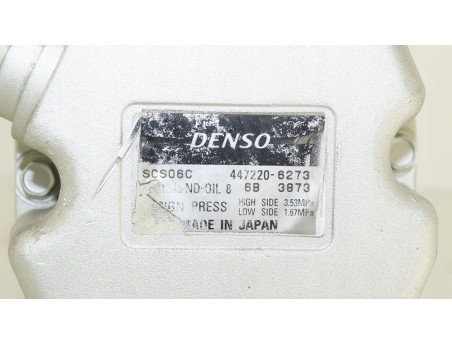 DENSO
SCS06C 447220-6273
ND-OIL 8 6B 3873
PRESS HIGH SIDE 3.53MPa
LOW SIDE 1.67MPa
MADE IN JAPAN